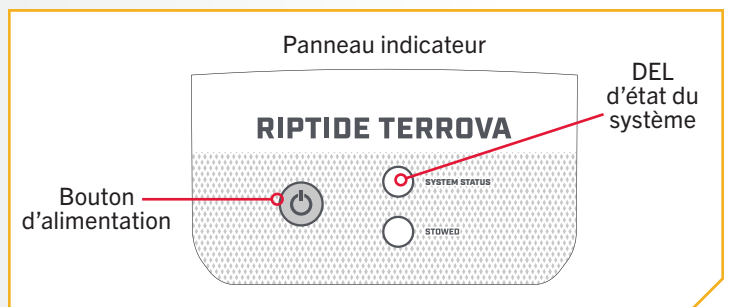 Panneau indicateur
DEL
d’état du
système
RIPTIDE TERROVA
SYSTEM STATUS
Bouton
d’alimentation
STOWED